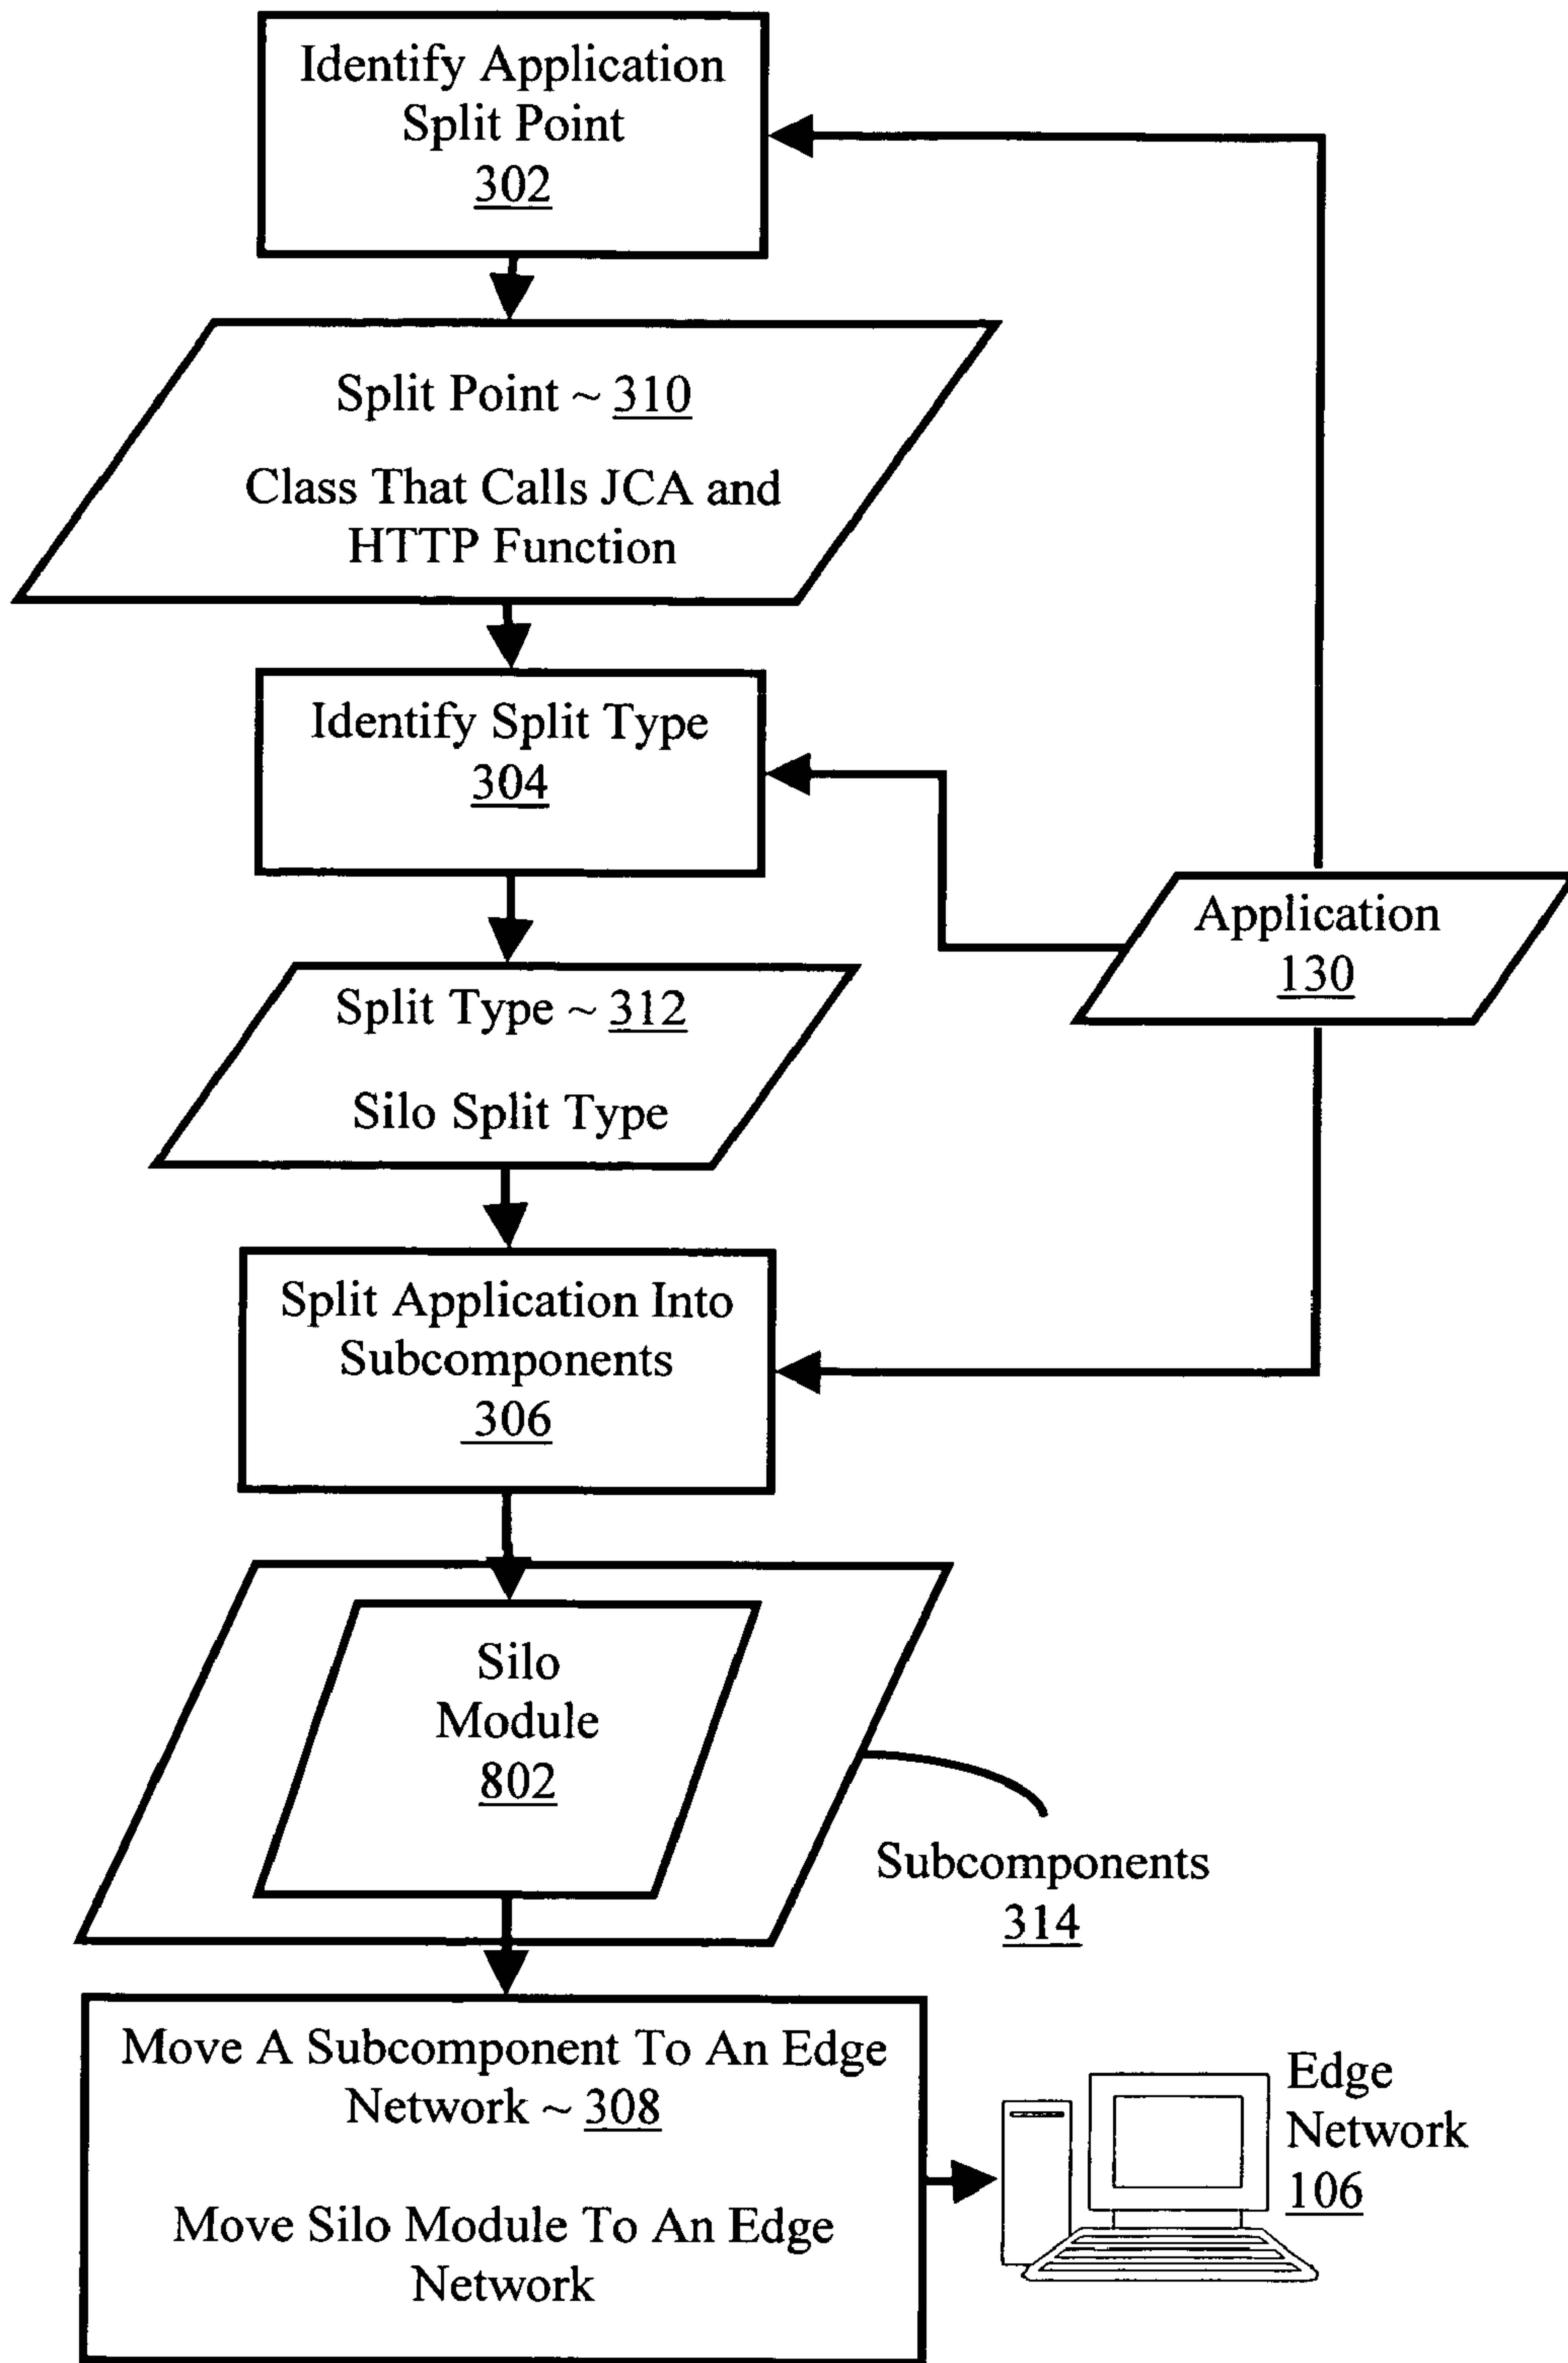 Identify Application
Split Point
302
Split Point ~ 310
Class That Calls JCA and
HTTP Function
Identify Split Type
304
Application
130
Split Type ~ 312
Silo Split Type
Split Application Into
Subcomponents
306
Silo
Module
802
Subcomponents
314
Move A Subcomponent To An Edge
Network ~ 308
Move Silo Module To An Edge
Network
Edge
Network
106